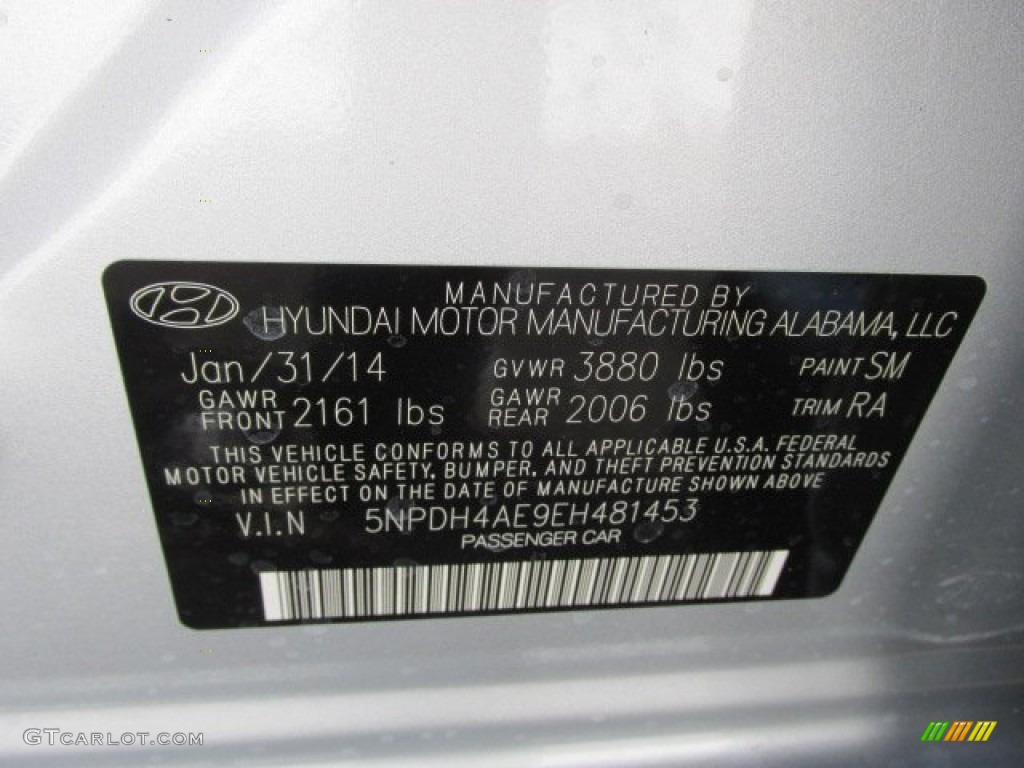 MANUFACTURED BY
HYUNDAI MOTOR MANUFACTURING ALABAMA, LLC
Jan/31/14 GVWR 3880 lbs PAINT SM
GAWR FRONT 2161 lbs GAWR REAR 2006 lbs TRIM RA
THIS VEHICLE CONFORMS TO ALL APPLICABLE U.S.A. FEDERAL
MOTOR VEHICLE SAFETY, BUMPER, AND THEFT PREVENTION STANDARDS
IN EFFECT ON THE DATE OF MANUFACTURE SHOWN ABOVE
V.I.N 5NPDH4AE9EH481453
PASSENGER CAR
GTCARLOT.COM